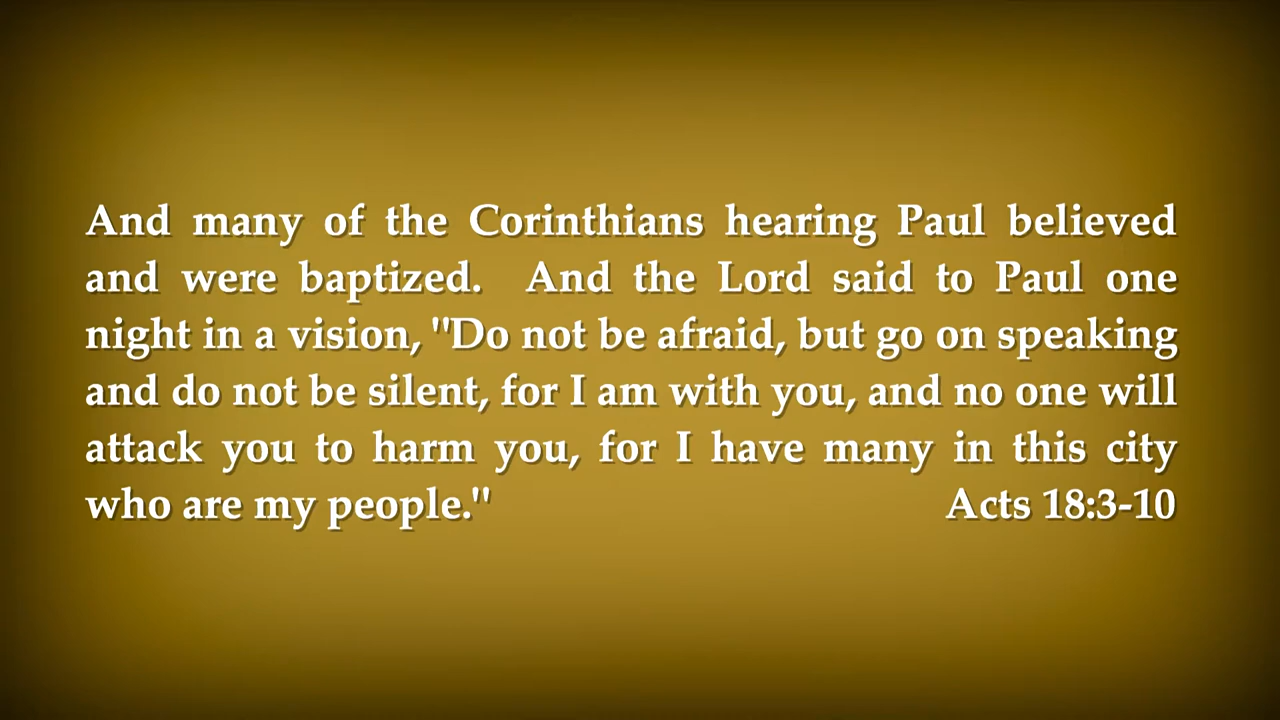 And many of the Corinthians hearing Paul believed
and were baptized.  And the Lord said to Paul one
night in a vision, "Do not be afraid, but go on speaking
and do not be silent, for I am with you, and no one will
attack you to harm you, for I have many in this city
who are my people." Acts 18:3-10